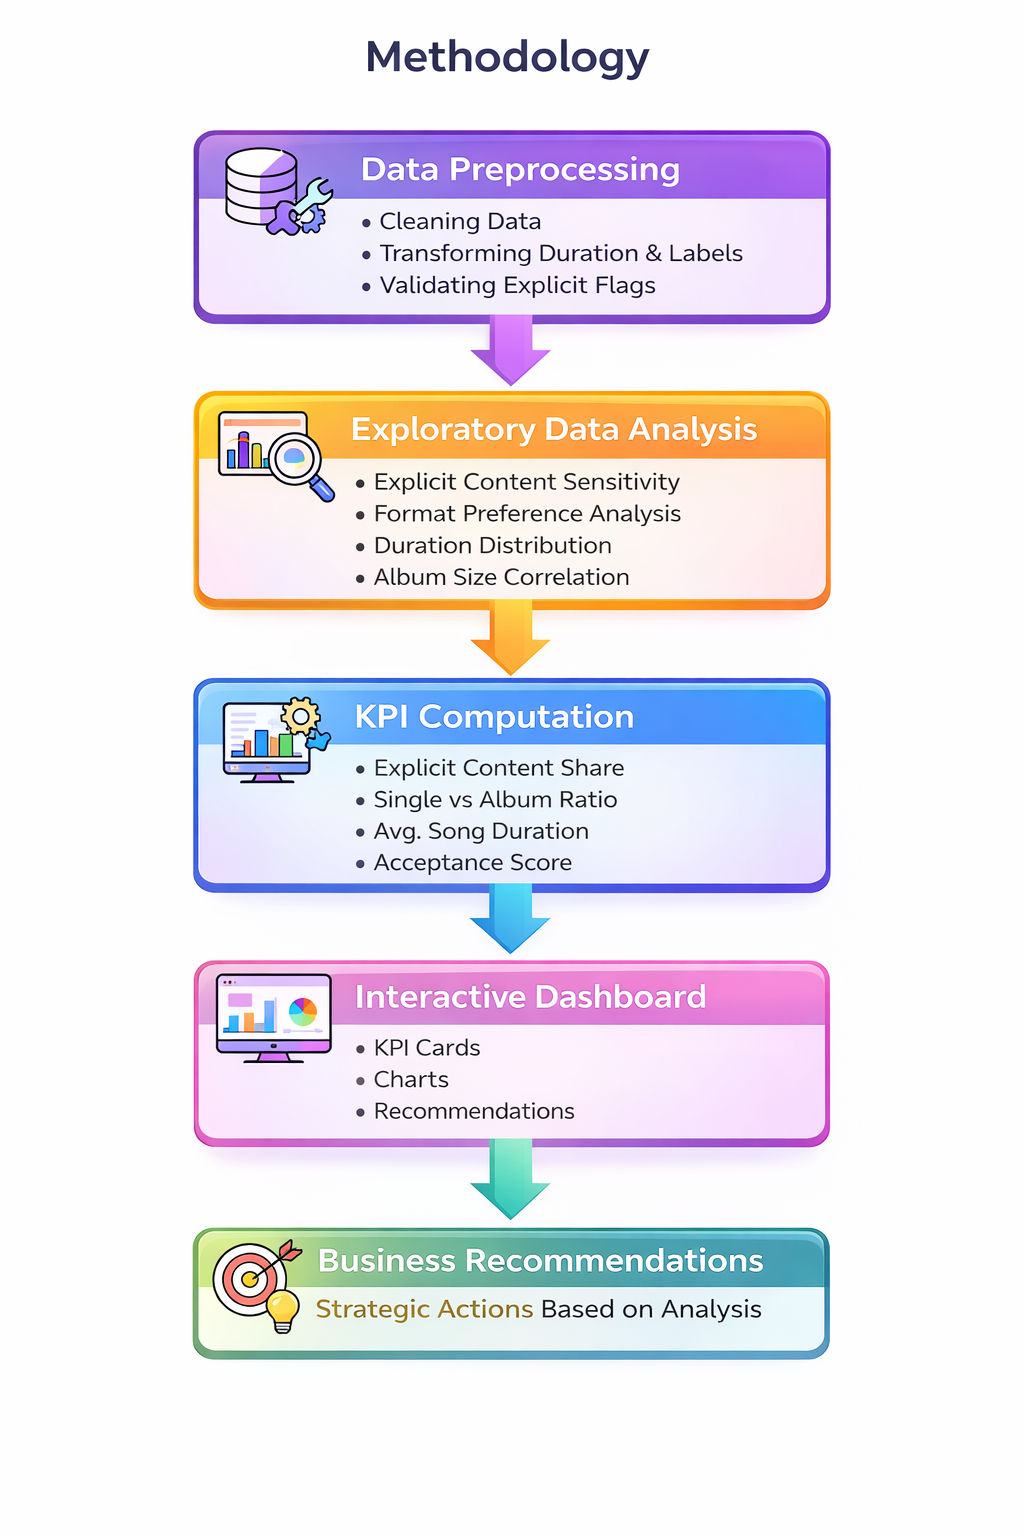 Methodology
Data Preprocessing
• Cleaning Data
• Transforming Duration & Labels
• Validating Explicit Flags
Exploratory Data Analysis
• Explicit Content Sensitivity
• Format Preference Analysis
• Duration Distribution
• Album Size Correlation
KPI Computation
• Explicit Content Share
• Single vs Album Ratio
• Avg. Song Duration
• Acceptance Score
Interactive Dashboard
• KPI Cards
• Charts
• Recommendations
Business Recommendations
Strategic Actions Based on Analysis